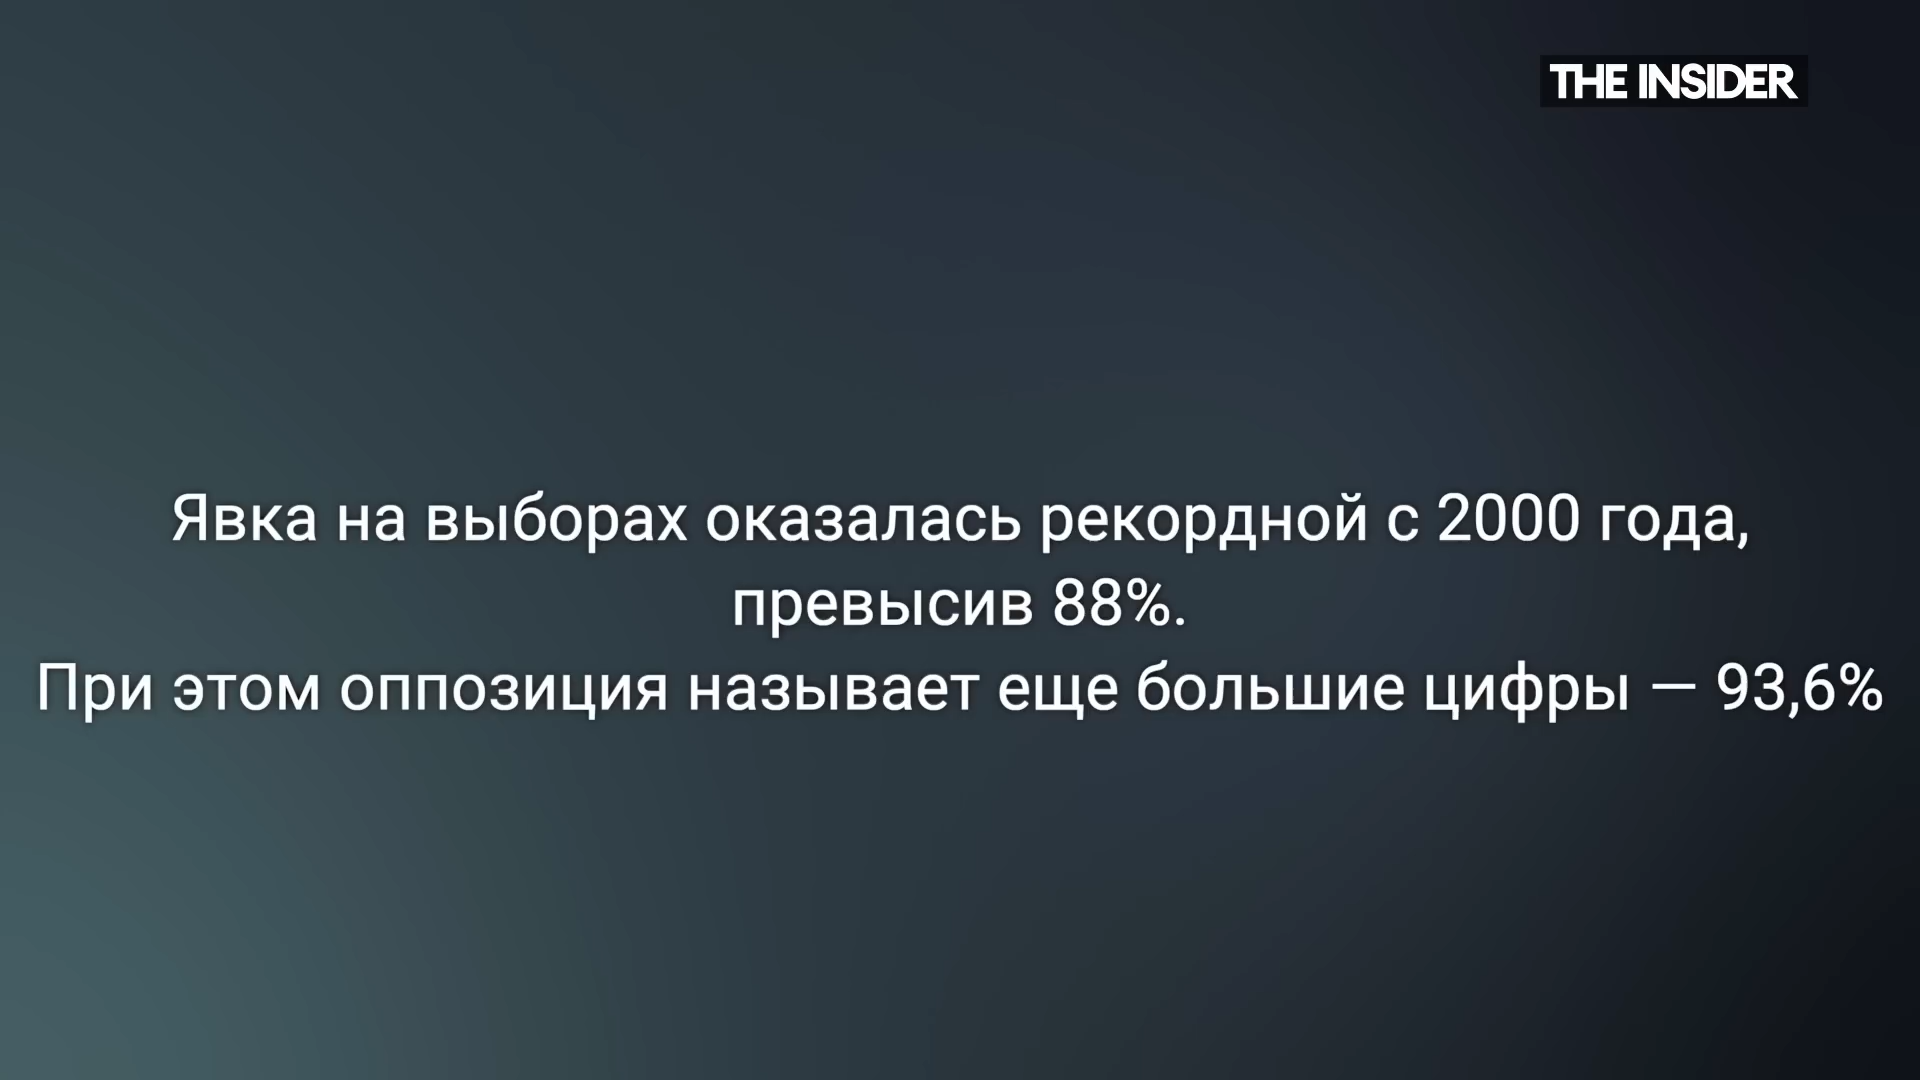 THE INSIDER
Явка на выборах оказалась рекордной с 2000 года,
превысив 88%.
При этом оппозиция называет еще большие цифры — 93,6%